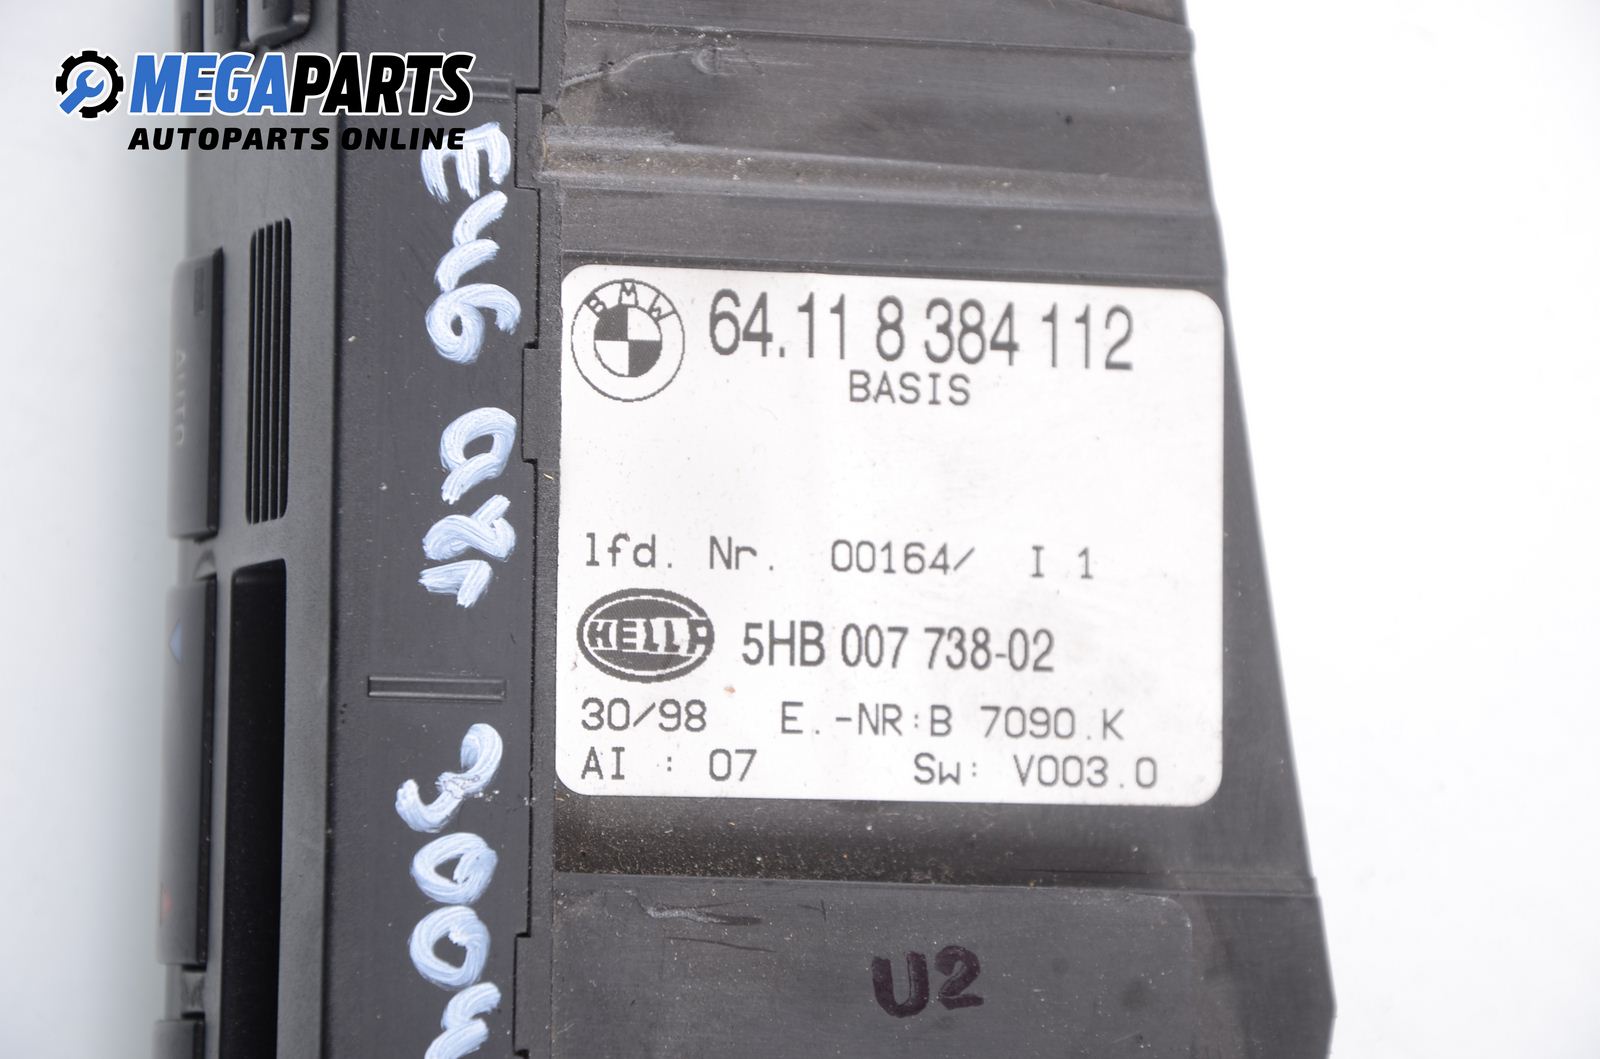 MEGAPARTS
AUTOPARTS ONLINE
E46
AUTO
BMW
64.11 8 384 112
BASIS
lfd. Nr. 00164/ I 1
HELLA
5HB 007 738-02
30/98 E.-NR:B 7090.K
AI : 07 Sw: V003.0
U2